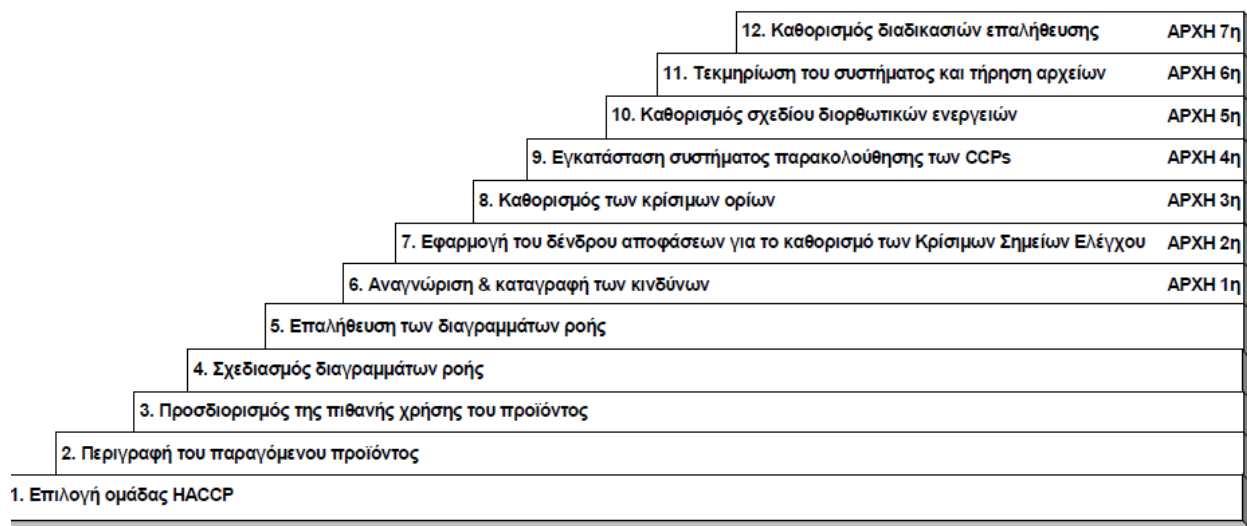 12. Καθορισμός διαδικασιών επαλήθευσης ΑΡΧΗ 7η
11. Τεκμηρίωση του συστήματος και τήρηση αρχείων ΑΡΧΗ 6η
10. Καθορισμός σχεδίου διορθωτικών ενεργειών ΑΡΧΗ 5η
9. Εγκατάσταση συστήματος παρακολούθησης των CCPs ΑΡΧΗ 4η
8. Καθορισμός των κρίσιμων ορίων ΑΡΧΗ 3η
7. Εφαρμογή του δένδρου αποφάσεων για το καθορισμό των Κρίσιμων Σημείων Ελέγχου ΑΡΧΗ 2η
6. Αναγνώριση & καταγραφή των κινδύνων ΑΡΧΗ 1η
5. Επαλήθευση των διαγραμμάτων ροής
4. Σχεδιασμός διαγραμμάτων ροής
3. Προσδιορισμός της πιθανής χρήσης του προϊόντος
2. Περιγραφή του παραγόμενου προϊόντος
1. Επιλογή ομάδας HACCP